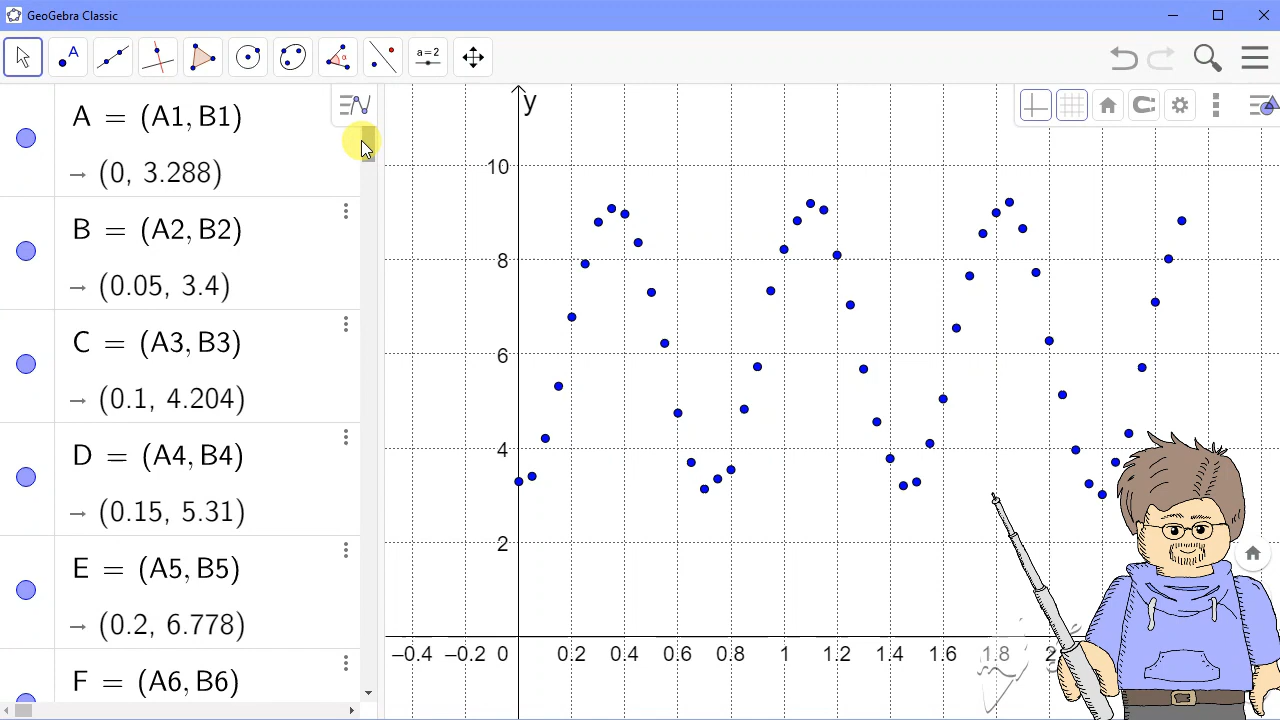 GeoGebra Classic
A
a=2
A = (A1, B1)
→ (0, 3.288)
B = (A2, B2)
→ (0.05, 3.4)
C = (A3, B3)
→ (0.1, 4.204)
D = (A4, B4)
→ (0.15, 5.31)
E = (A5, B5)
→ (0.2, 6.778)
F = (A6, B6)
y
10
8
6
4
2
−0.4 −0.2 0 0.2 0.4 0.6 0.8 1 1.2 1.4 1.6 1.8 2